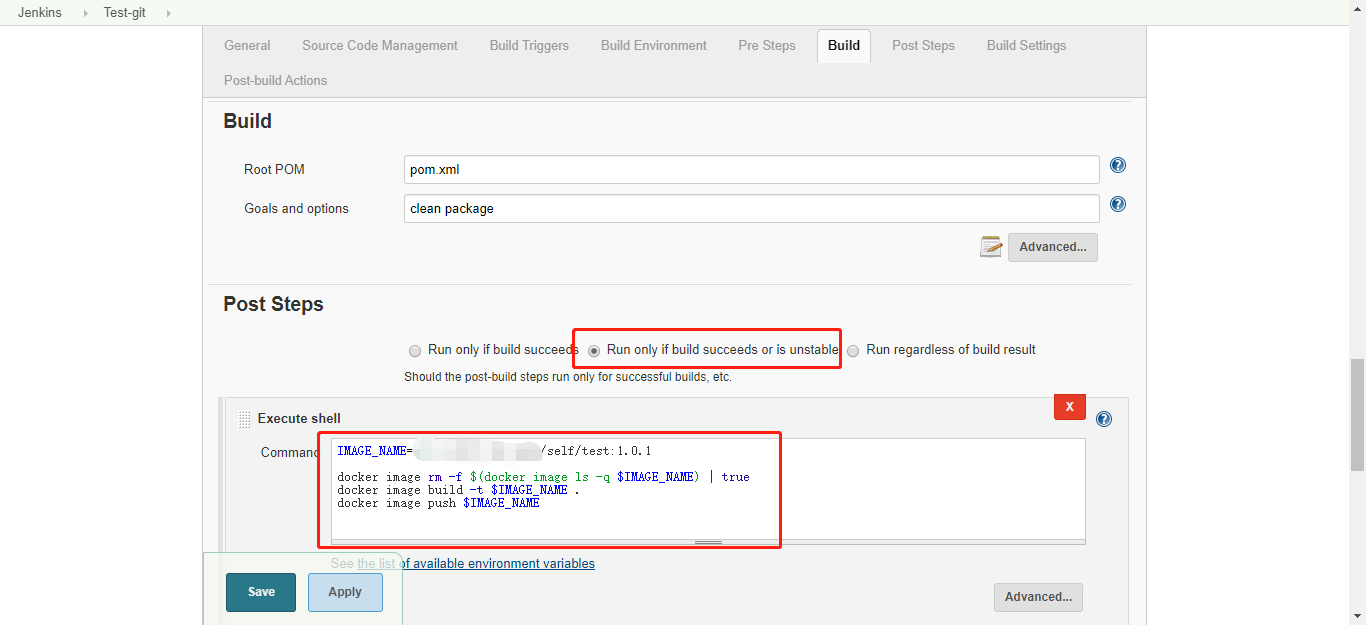 Jenkins Test-git
General Source Code Management Build Triggers Build Environment Pre Steps Build Post Steps Build Settings
Post-build Actions
Build
Root POM pom.xml
Goals and options clean package
Advanced...
Post Steps
Run only if build succeeds Run only if build succeeds or is unstable Run regardless of build result
Should the post-build steps run only for successful builds, etc.
X
Execute shell
Command IMAGE_NAME= /self/test:1.0.1
docker image rm -f $(docker image ls -q $IMAGE_NAME) | true
docker image build -t $IMAGE_NAME .
docker image push $IMAGE_NAME
See the list of available environment variables
Save Apply
Advanced...